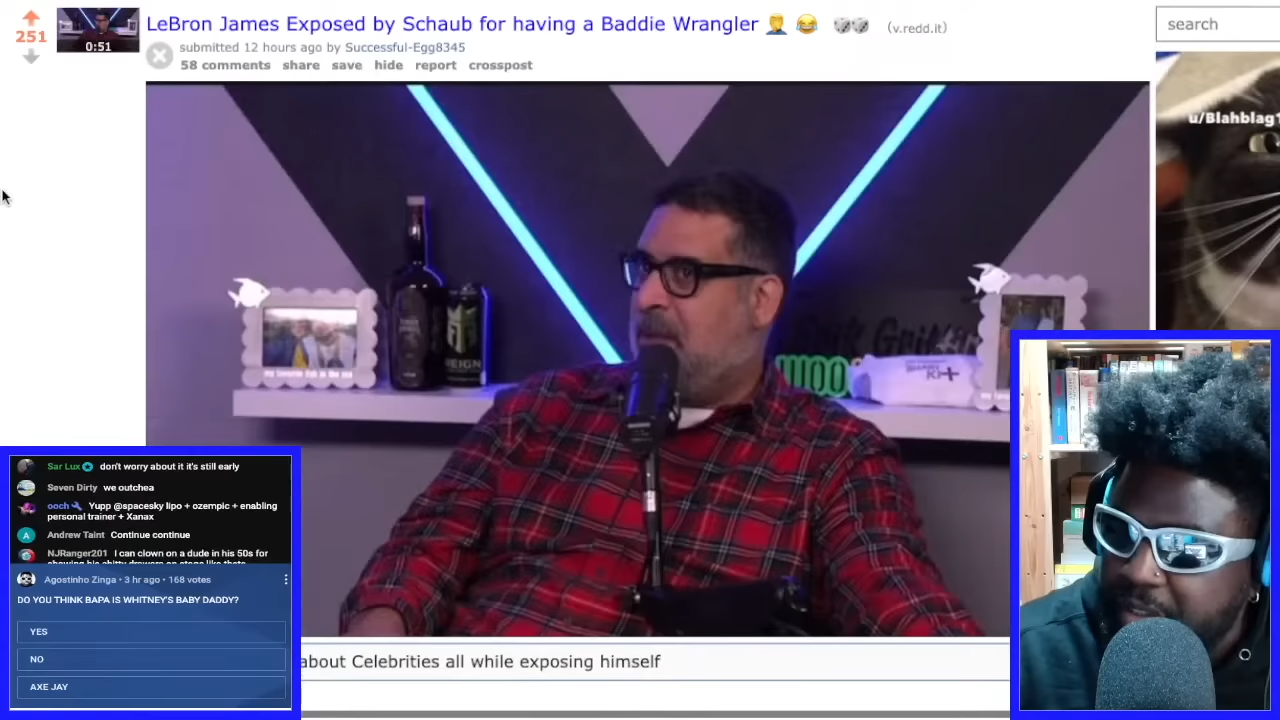 251
0:51
LeBron James Exposed by Schaub for having a Baddie Wrangler 🤦‍♂️ 😂 🎲🎲 (v.redd.it)
submitted 12 hours ago by Successful-Egg8345
58 comments share save hide report crosspost
search
u/Blahblag1
REIGN
WOO
about Celebrities all while exposing himself
Sar Lux don't worry about it it's still early
Seven Dirty we outchea
ooch Yupp @spacesky lipo + ozempic + enabling
personal trainer + Xanax
A Andrew Taint Continue continue
NJRanger201 I can clown on a dude in his 50s for
Agostinho Zinga • 3 hr ago • 168 votes
DO YOU THINK BAPA IS WHITNEY'S BABY DADDY?
YES
NO
AXE JAY